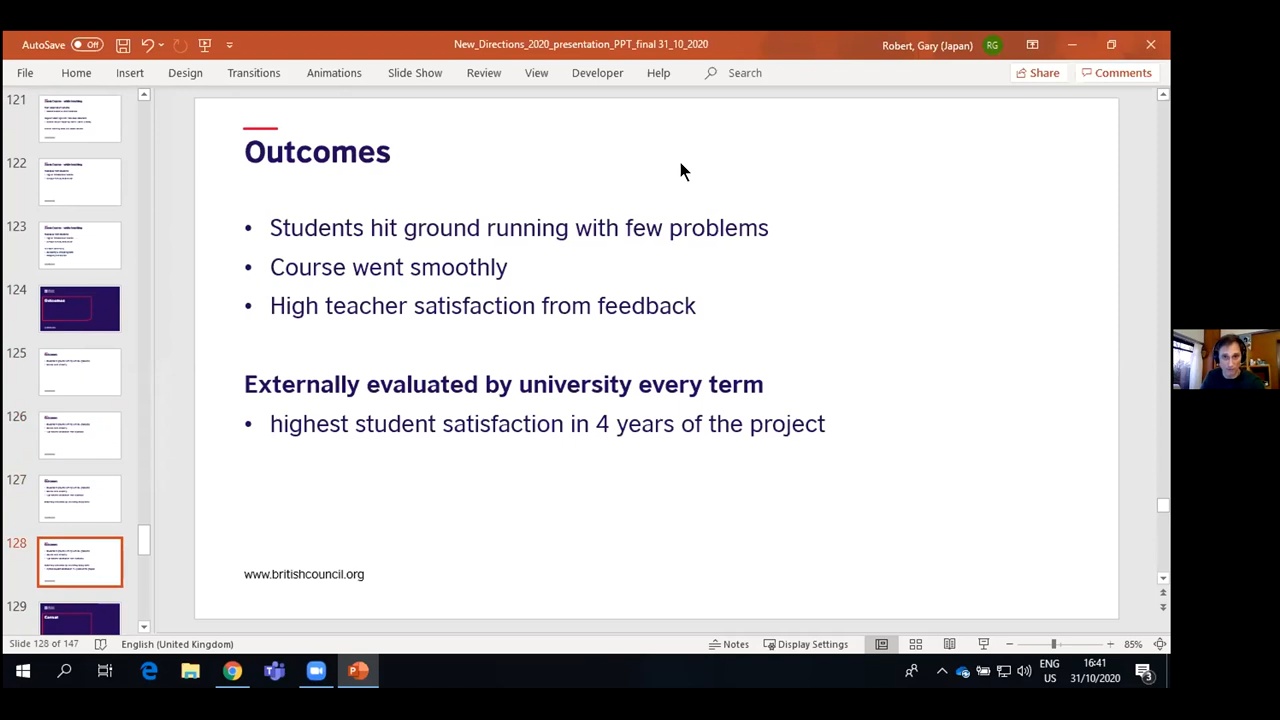 AutoSave Off
New_Directions_2020_presentation_PPT_final 31_10_2020
Robert, Gary (Japan) RG
File Home Insert Design Transitions Animations Slide Show Review View Developer Help Search Share Comments
121
122
123
124
125
126
127
128
129
Outcomes
• Students hit ground running with few problems
• Course went smoothly
• High teacher satisfaction from feedback
Externally evaluated by university every term
• highest student satisfaction in 4 years of the project
www.britishcouncil.org
Slide 128 of 147 English (United Kingdom) Notes Display Settings 85%
ENG
US
16:41
31/10/2020
3